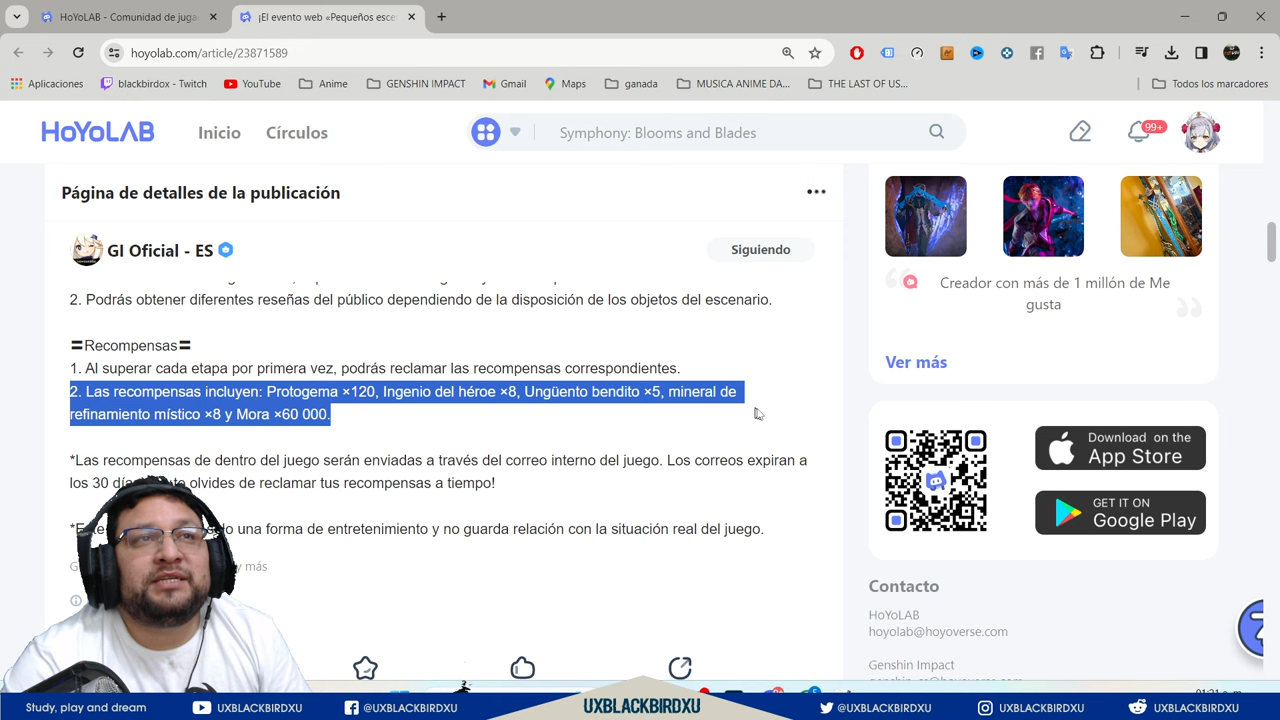 HoYoLAB - Comunidad de juga
¡El evento web «Pequeños esce
hoyolab.com/article/23871589
Aplicaciones
blackbirdox - Twitch
YouTube
Anime
GENSHIN IMPACT
Gmail
Maps
ganada
MUSICA ANIME DA...
THE LAST OF US...
Todos los marcadores
HoYoLAB
Inicio
Círculos
Symphony: Blooms and Blades
99+
Página de detalles de la publicación
GI Oficial - ES
Siguiendo
2. Podrás obtener diferentes reseñas del público dependiendo de la disposición de los objetos del escenario.
〓Recompensas〓
1. Al superar cada etapa por primera vez, podrás reclamar las recompensas correspondientes.
2. Las recompensas incluyen: Protogema ×120, Ingenio del héroe ×8, Ungüento bendito ×5, mineral de
refinamiento místico ×8 y Mora ×60 000.
*Las recompensas de dentro del juego serán enviadas a través del correo interno del juego. Los correos expiran a
los 30 olvides de reclamar tus recompensas a tiempo!
una forma de entretenimiento y no guarda relación con la situación real del juego.
y más
Creador con más de 1 millón de Me
gusta
Ver más
Download on the
App Store
GET IT ON
Google Play
Contacto
HoYoLAB
hoyolab@hoyoverse.com
Genshin Impact
Study, play and dream
UXBLACKBIRDXU
@UXBLACKBIRDXU
UXBLACKBIRDXU
@UXBLACKBIRDXU
UXBLACKBIRDXU
UXBLACKBIRDXU